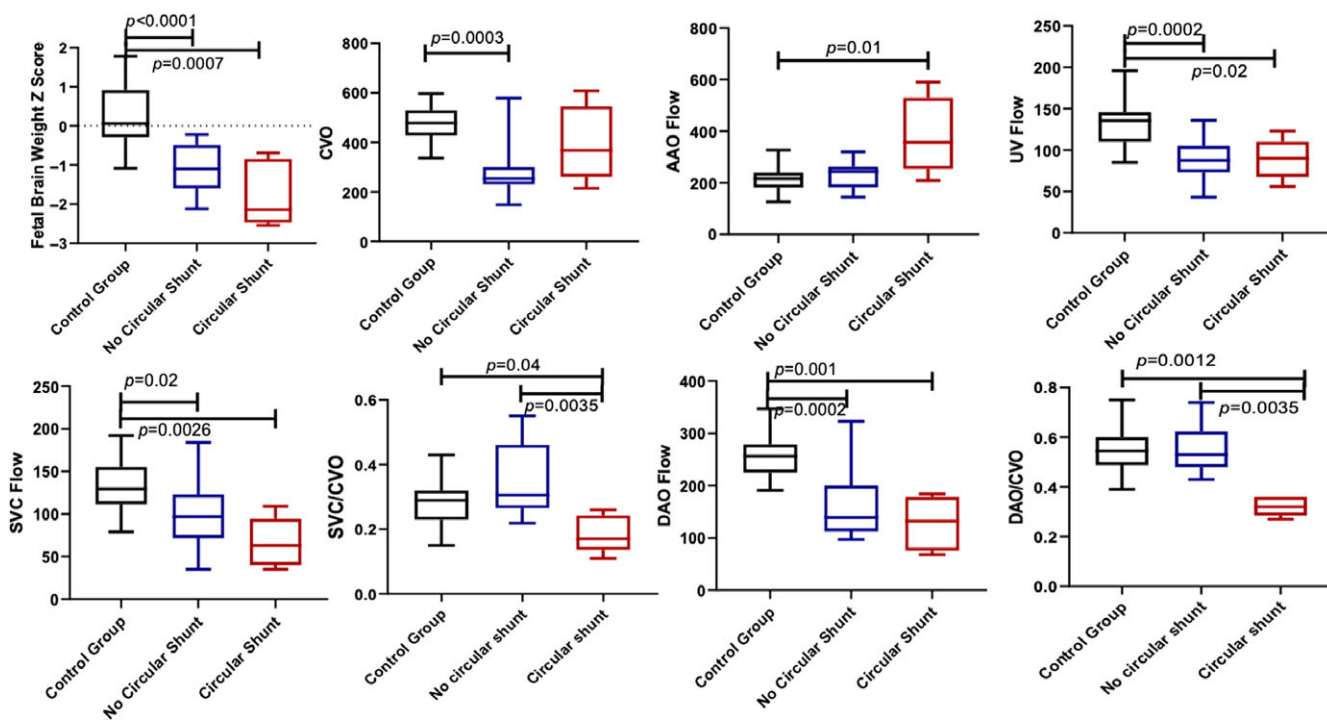 p<0.0001
p=0.0007
Fetal Brain Weight Z Score
2
1
0
−1
−2
−3
Control Group
No Circular Shunt
Circular Shunt
p=0.0003
CVO
800
600
400
200
0
Control Group
No Circular Shunt
Circular Shunt
p=0.01
AAO Flow
800
600
400
200
0
Control Group
No Circular Shunt
Circular Shunt
p=0.0002
p=0.02
UV Flow
250
200
150
100
50
0
Control Group
No Circular Shunt
Circular Shunt
p=0.02
p=0.0026
SVC Flow
250
200
150
100
50
0
Control Group
No Circular Shunt
Circular Shunt
p=0.04
p=0.0035
SVC/CVO
0.6
0.4
0.2
0.0
Control Group
No Circular shunt
Circular shunt
p=0.001
p=0.0002
DAO Flow
400
300
200
100
0
Control Group
No Circular Shunt
Circular Shunt
p=0.0012
p=0.0035
DAO/CVO
0.8
0.6
0.4
0.2
0.0
Control Group
No circular shunt
Circular Shunt